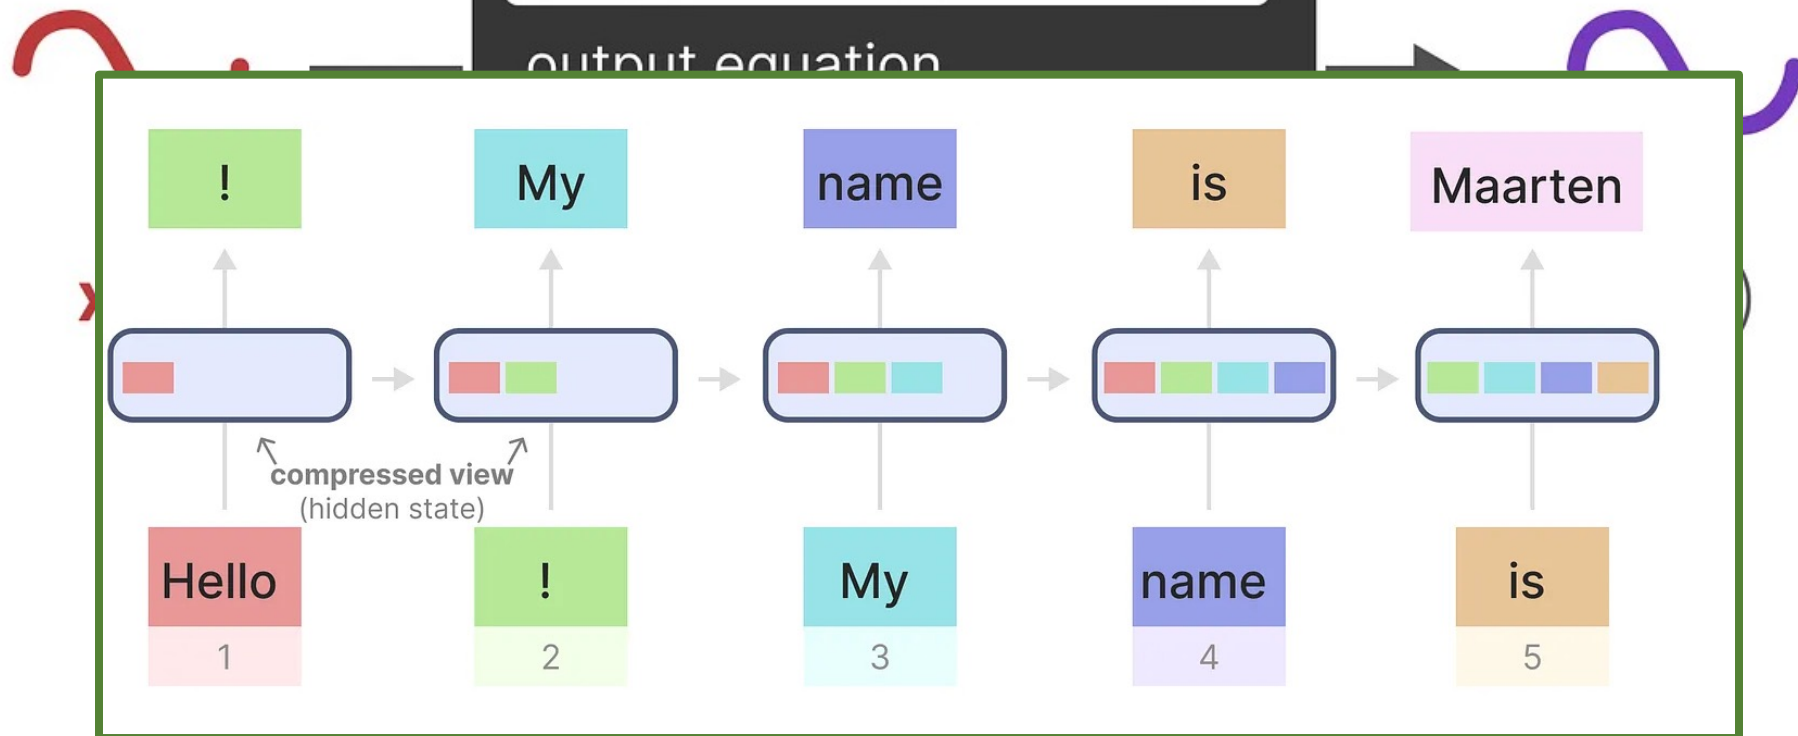 output equation
! My name is Maarten
compressed view
(hidden state)
Hello ! My name is
1 2 3 4 5